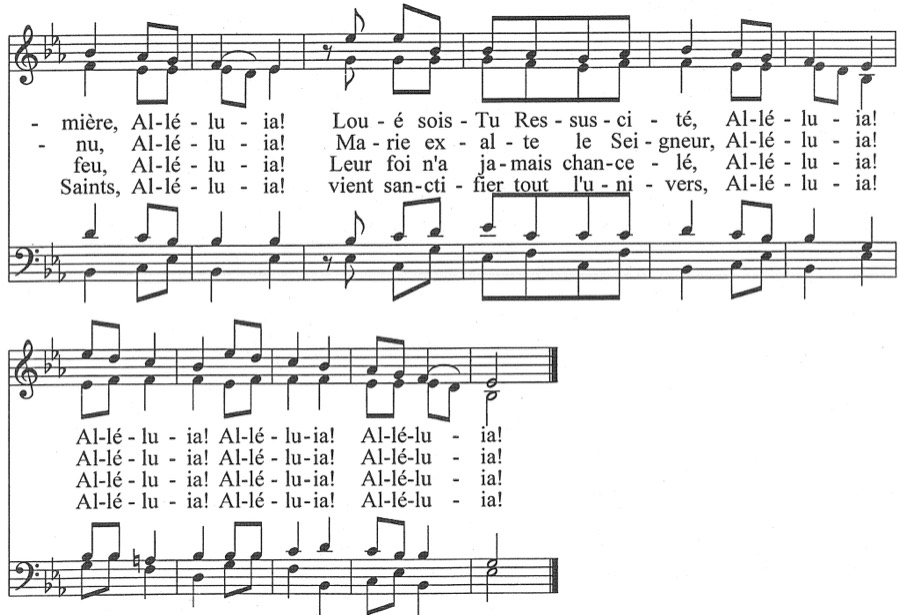 - mière, Al-lé - lu - ia! Lou - é sois - Tu Res - sus - ci - té, Al-lé - lu - ia!
- nu, Al-lé - lu - ia! Ma - rie ex - al - te le Sei - gneur, Al-lé - lu - ia!
feu, Al-lé - lu - ia! Leur foi n'a ja-mais chan-ce - lé, Al-lé - lu - ia!
Saints, Al-lé - lu - ia! vient san-cti - fier tout l'u - ni - vers, Al-lé - lu - ia!
Al-lé - lu - ia! Al-lé - lu-ia! Al-lé-lu - ia!
Al-lé - lu - ia! Al-lé - lu-ia! Al-lé-lu - ia!
Al-lé - lu - ia! Al-lé - lu-ia! Al-lé-lu - ia!
Al-lé - lu - ia! Al-lé - lu-ia! Al-lé-lu - ia!